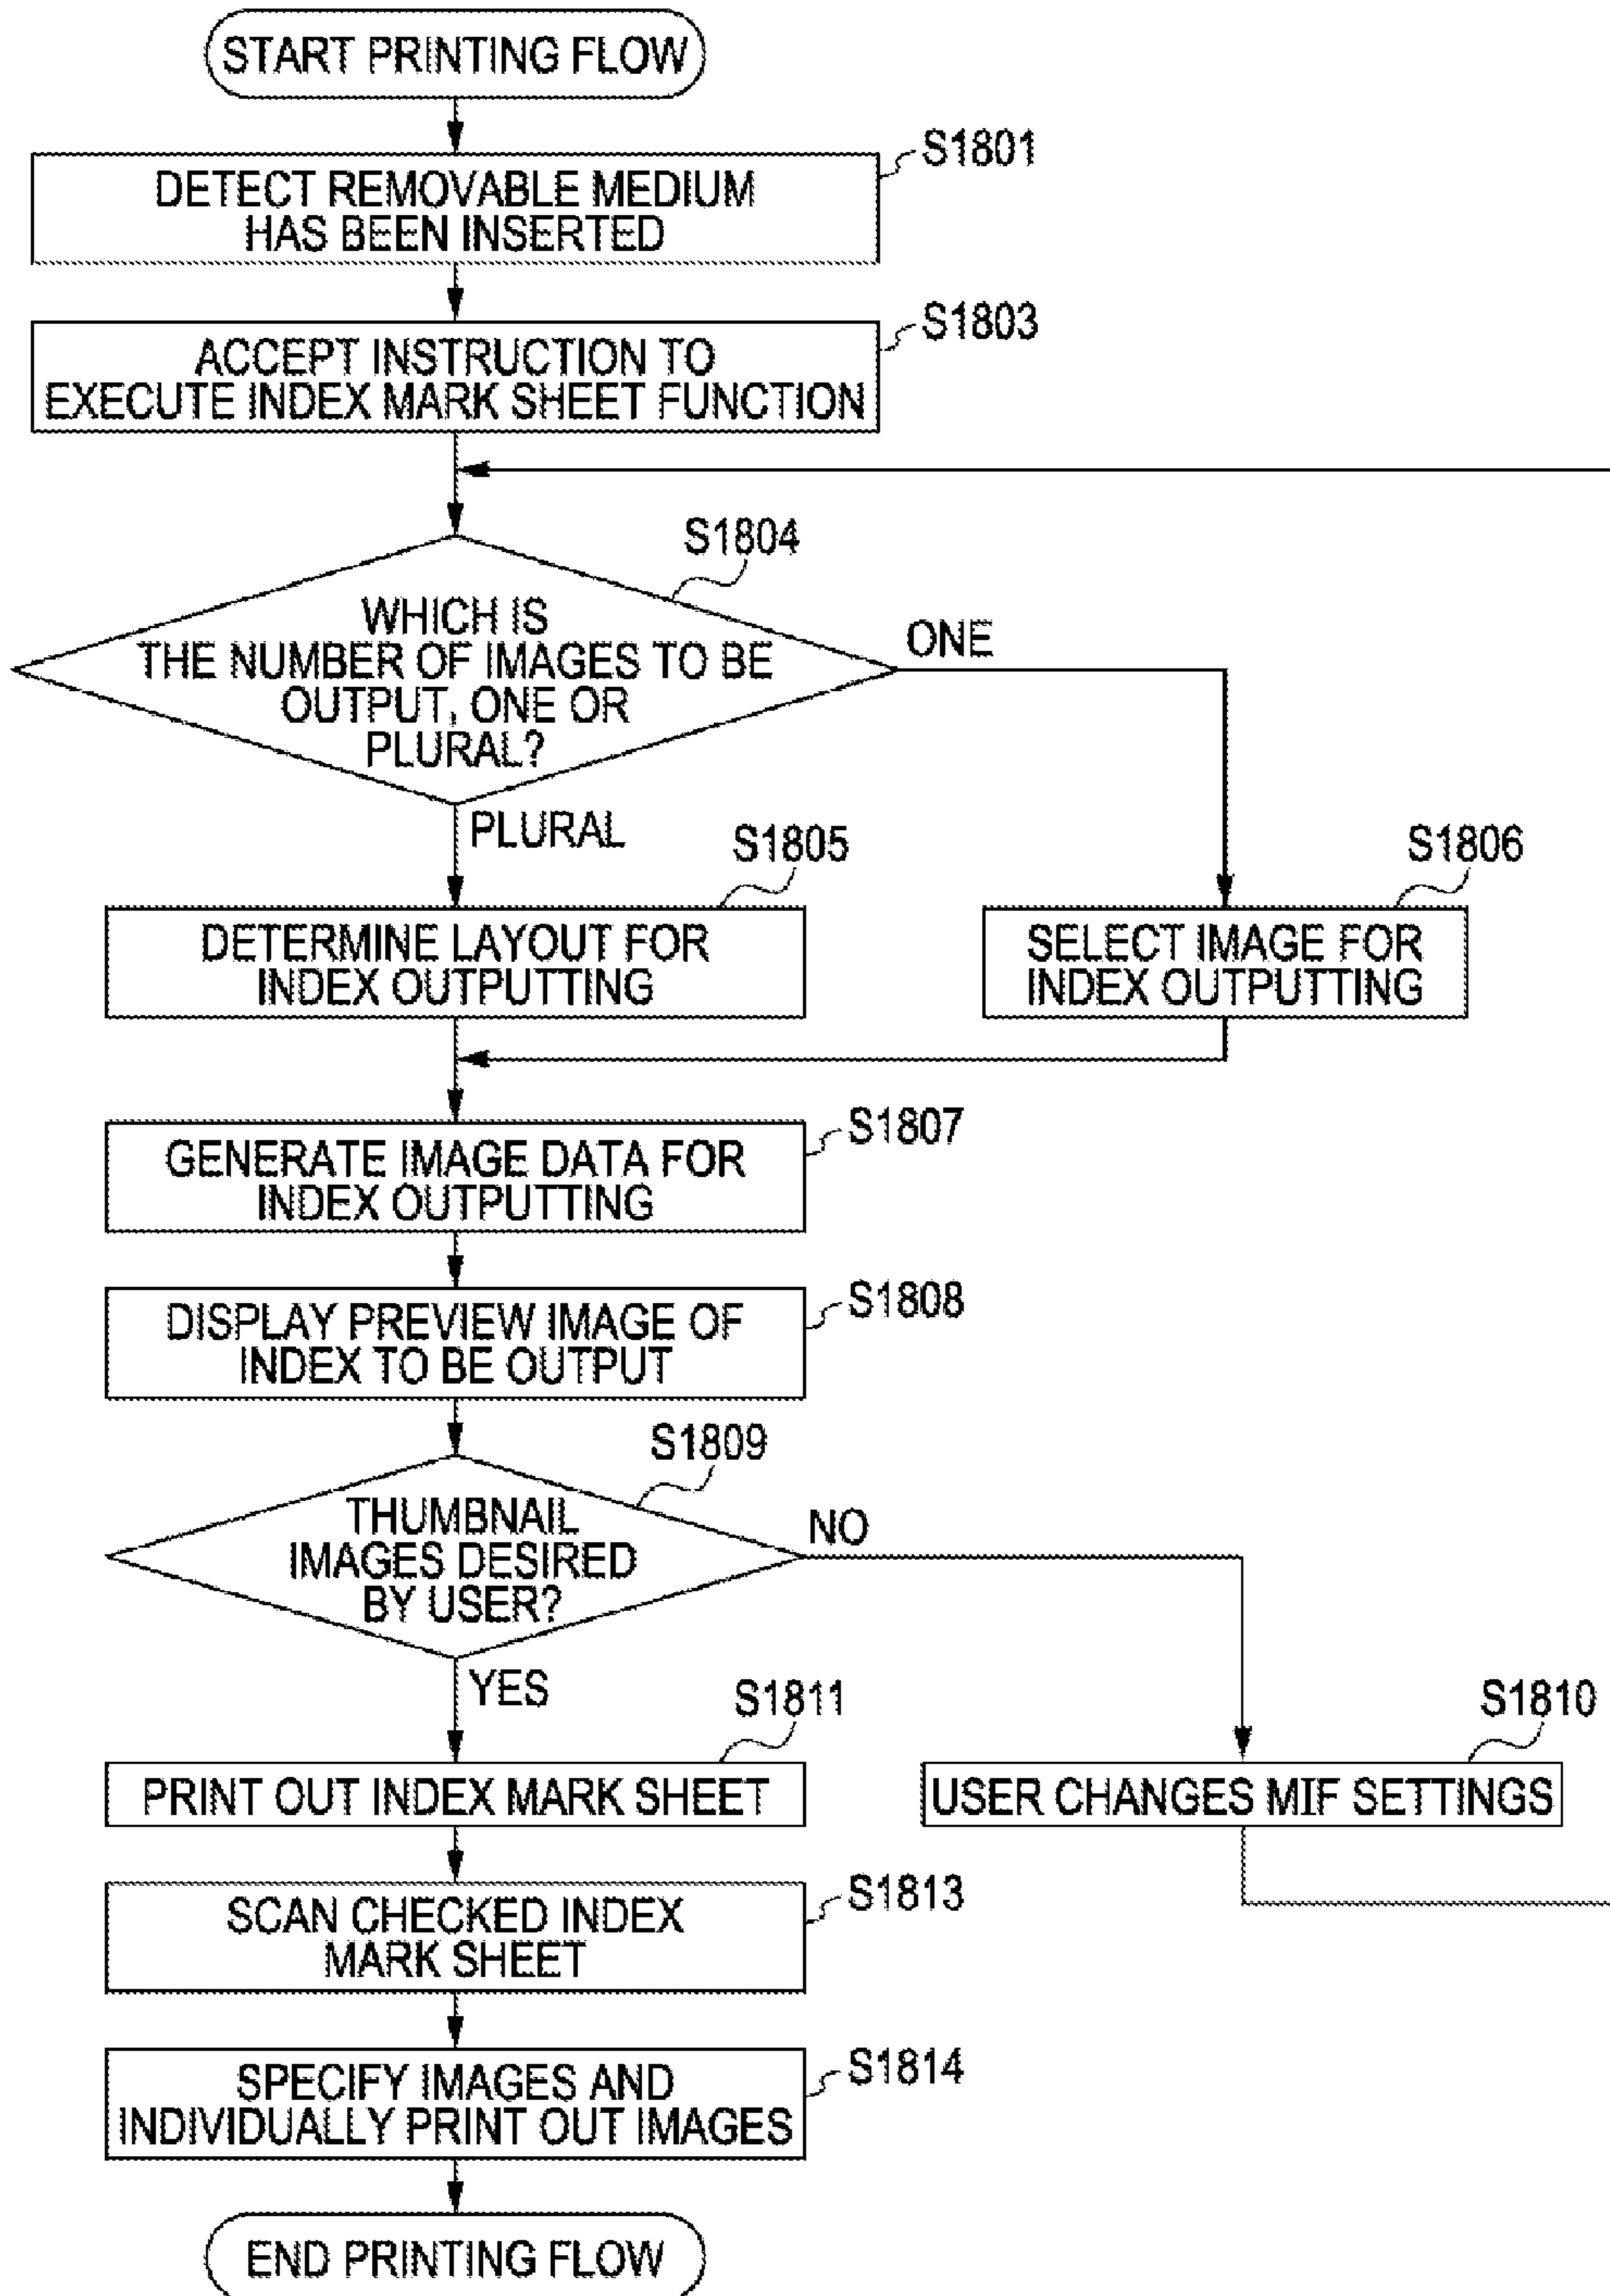 START PRINTING FLOW
S1801
DETECT REMOVABLE MEDIUM
HAS BEEN INSERTED
S1803
ACCEPT INSTRUCTION TO
EXECUTE INDEX MARK SHEET FUNCTION
S1804
WHICH IS
THE NUMBER OF IMAGES TO BE
OUTPUT, ONE OR
PLURAL?
ONE
PLURAL
S1805
DETERMINE LAYOUT FOR
INDEX OUTPUTTING
S1806
SELECT IMAGE FOR
INDEX OUTPUTTING
S1807
GENERATE IMAGE DATA FOR
INDEX OUTPUTTING
S1808
DISPLAY PREVIEW IMAGE OF
INDEX TO BE OUTPUT
S1809
THUMBNAIL
IMAGES DESIRED
BY USER?
NO
YES
S1811
PRINT OUT INDEX MARK SHEET
S1810
USER CHANGES MIF SETTINGS
S1813
SCAN CHECKED INDEX
MARK SHEET
S1814
SPECIFY IMAGES AND
INDIVIDUALLY PRINT OUT IMAGES
END PRINTING FLOW